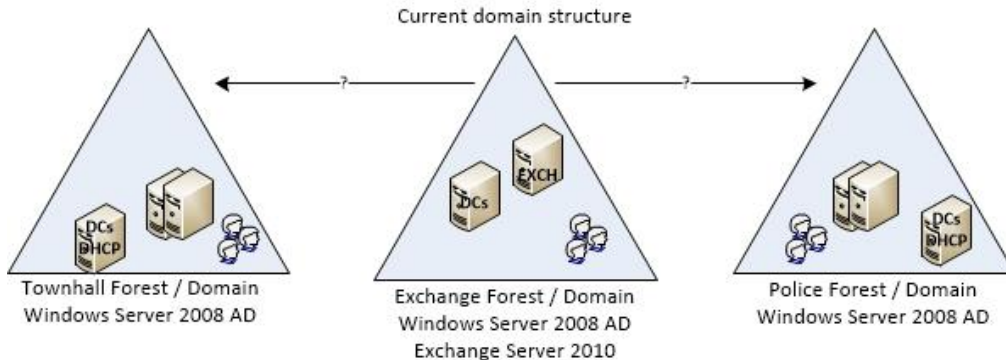 Current domain structure
?
?
DCs
DHCP
DCs
EXCH
DCs
DHCP
Townhall Forest / Domain
Windows Server 2008 AD
Exchange Forest / Domain
Windows Server 2008 AD
Exchange Server 2010
Police Forest / Domain
Windows Server 2008 AD